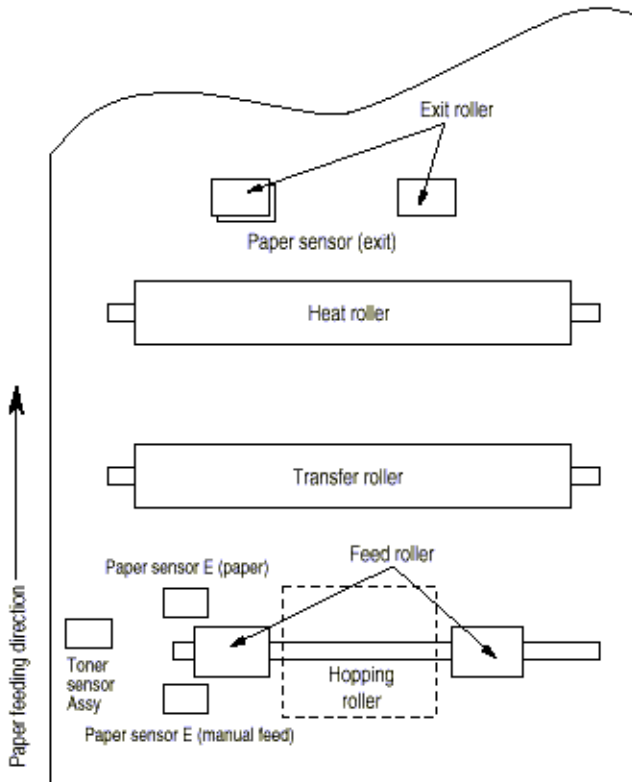 Exit roller
Paper sensor (exit)
Heat roller
Transfer roller
Feed roller
Paper sensor E (paper)
Toner
sensor
Assy
Hopping
roller
Paper sensor E (manual feed)
Paper feeding direction